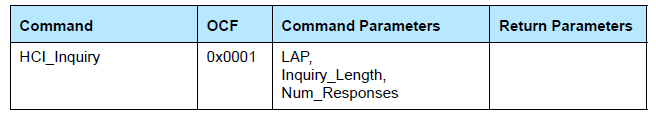 Command OCF Command Parameters Return Parameters
HCI_Inquiry 0x0001 LAP,
Inquiry_Length,
Num_Responses